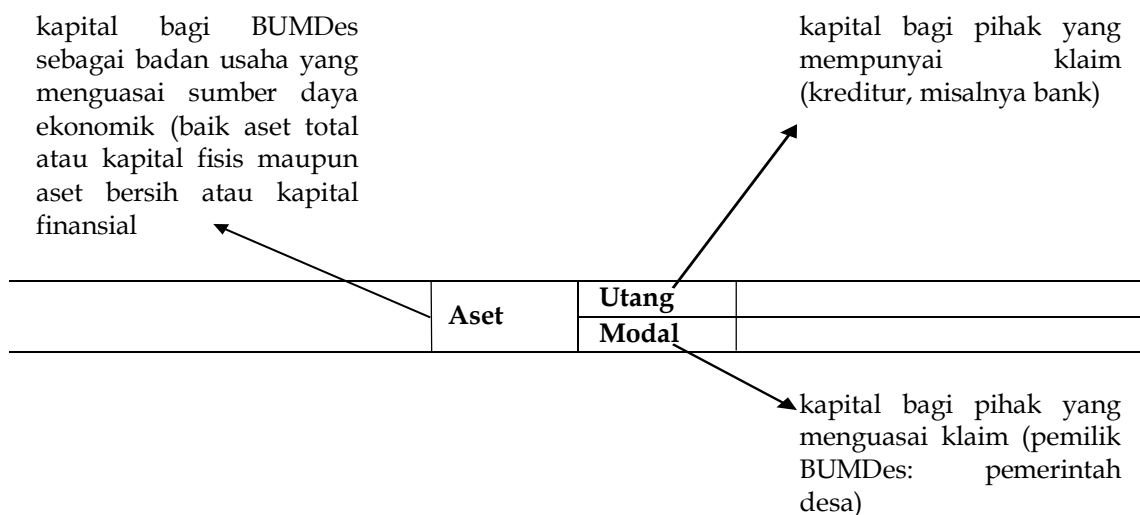 kapital bagi BUMDes
sebagai badan usaha yang
menguasai sumber daya
ekonomik (baik aset total
atau kapital fisis maupun
aset bersih atau kapital
finansial
kapital bagi pihak yang
mempunyai klaim
(kreditur, misalnya bank)
Aset
Utang
Modal
kapital bagi pihak yang
menguasai klaim (pemilik
BUMDes: pemerintah
desa)